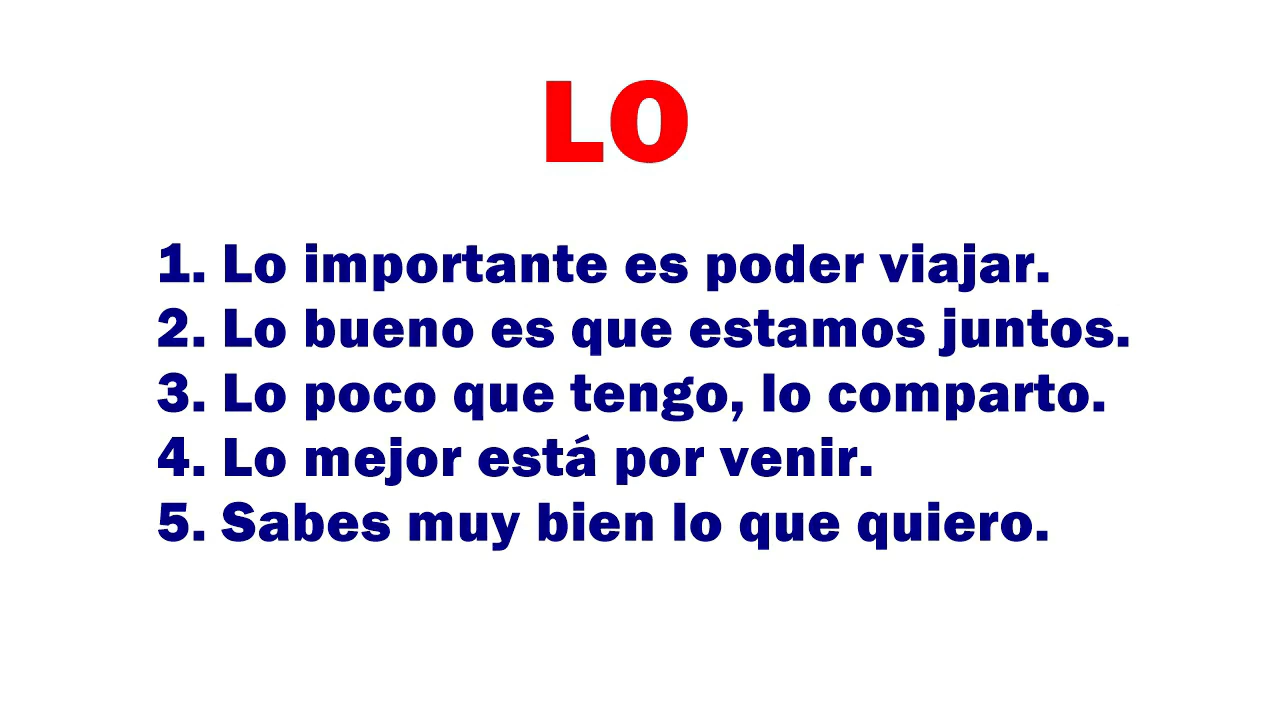 LO
1. Lo importante es poder viajar.
2. Lo bueno es que estamos juntos.
3. Lo poco que tengo, lo comparto.
4. Lo mejor está por venir.
5. Sabes muy bien lo que quiero.